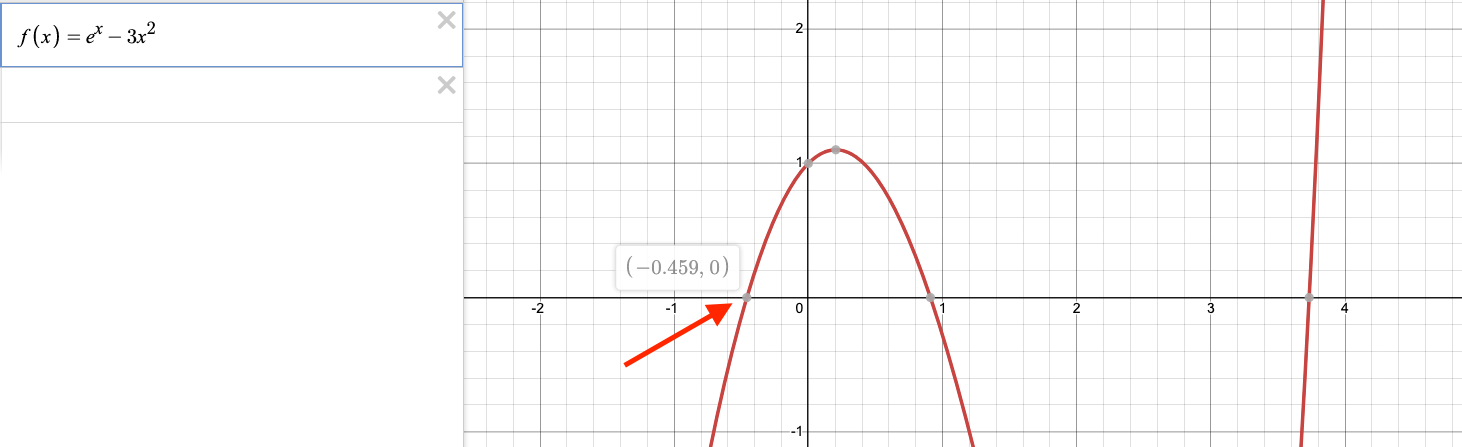 f(x) = e^x − 3x^2
2
1
(−0.459, 0)
-2 -1 0 1 2 3 4
-1